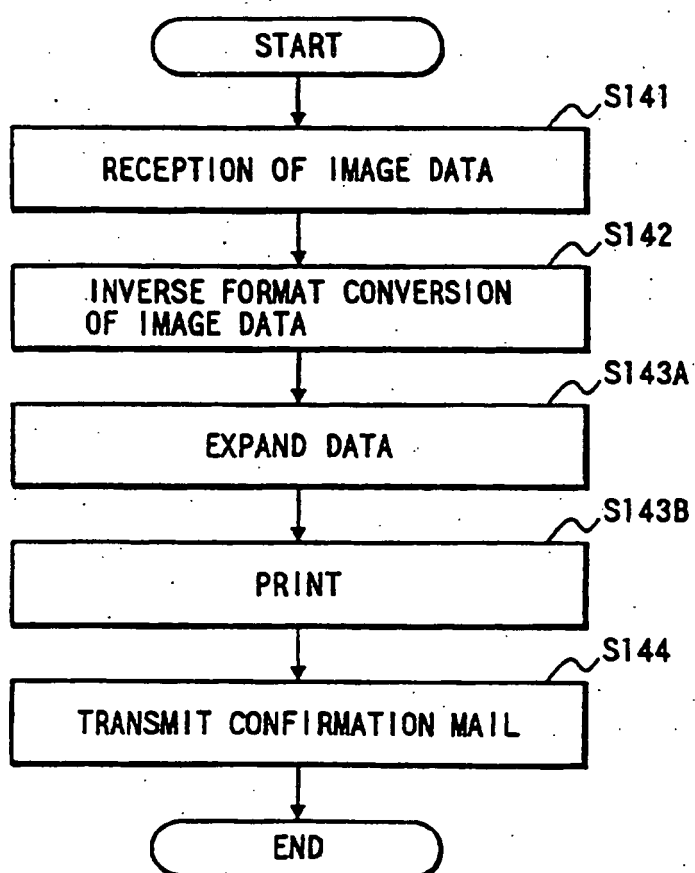 START
S141
RECEPTION OF IMAGE DATA
S142
INVERSE FORMAT CONVERSION
OF IMAGE DATA
S143A
EXPAND DATA
S143B
PRINT
S144
TRANSMIT CONFIRMATION MAIL
END